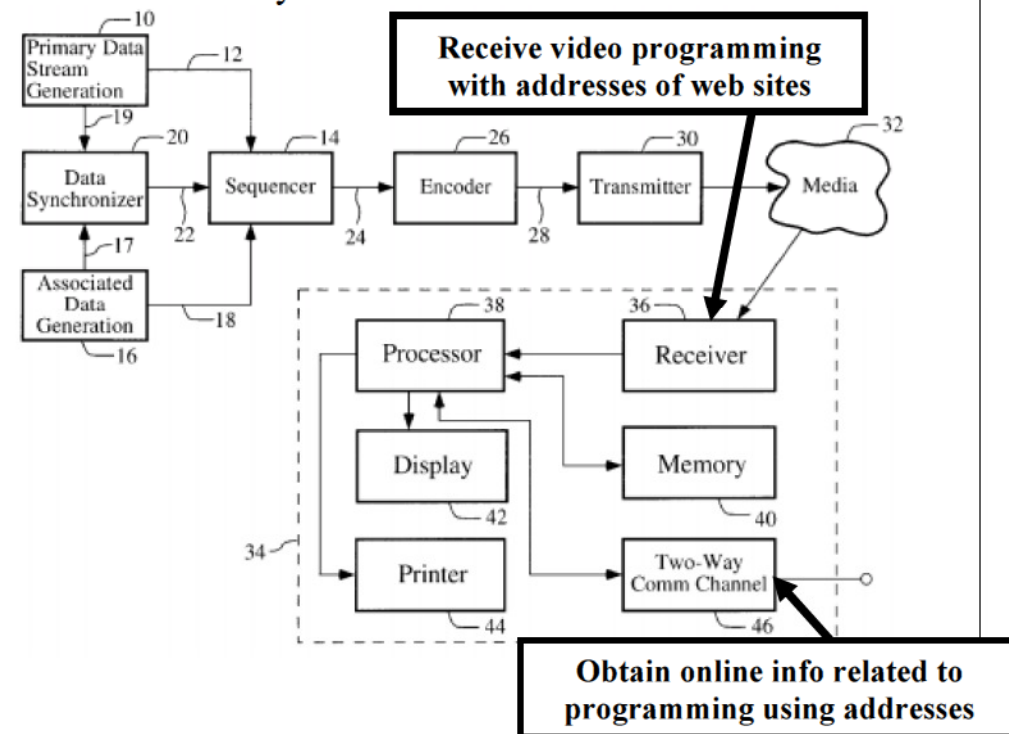 10
Primary Data
Stream
Generation
12
Receive video programming
with addresses of web sites
19
20
14
26
30
32
Data
Synchronizer
Sequencer
Encoder
Transmitter
Media
22
24
28
17
Associated
Data
Generation
18
16
38
36
Processor
Receiver
Display
Memory
42
40
34
Printer
Two-Way
Comm Channel
44
46
Obtain online info related to
programming using addresses